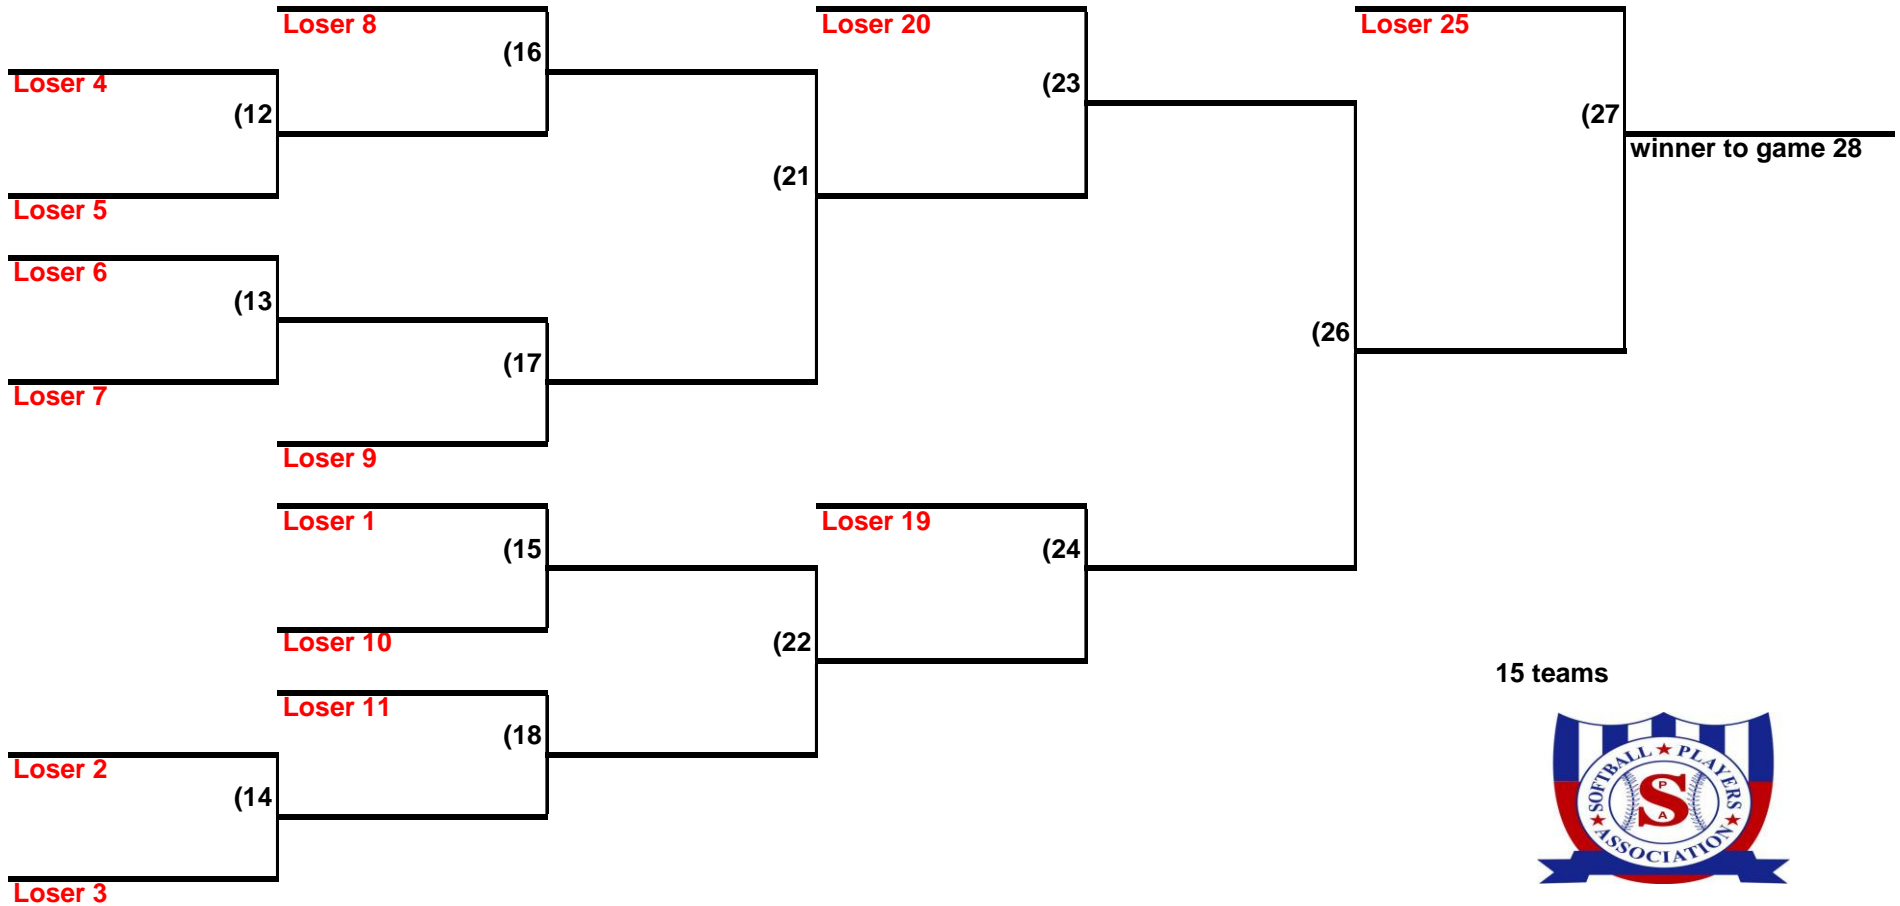 Loser 8
Loser 20
Loser 25
(16
Loser 4
(23
(12
(27
winner to game 28
(21
Loser 5
Loser 6
(13
(26
(17
Loser 7
Loser 9
Loser 1
Loser 19
(15
(24
Loser 10
(22
15 teams
Loser 11
(18
Loser 2
(14
Loser 3
SOFTBALL ★ PLAYERS
P
S
A
★ ASSOCIATION ★